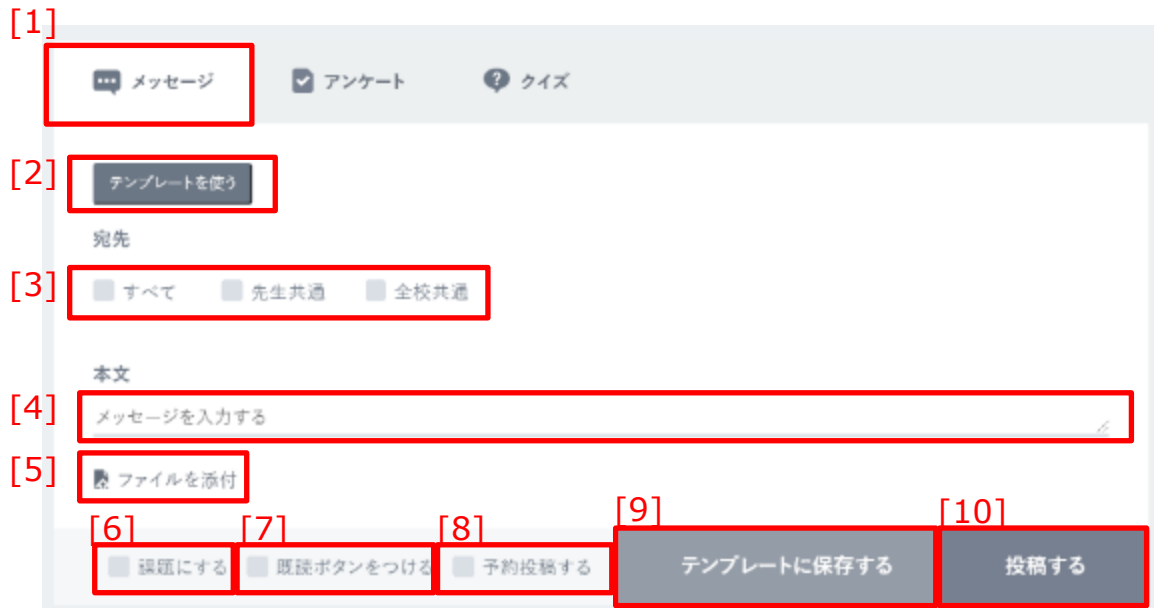 [1]
メッセージ アンケート クイズ
[2] テンプレートを使う
宛先
[3] すべて 先生共通 全校共通
本文
[4] メッセージを入力する
[5] ファイルを添付
[6] [7] [8] [9] [10]
課題にする 既読ボタンをつける 予約投稿する テンプレートに保存する 投稿する